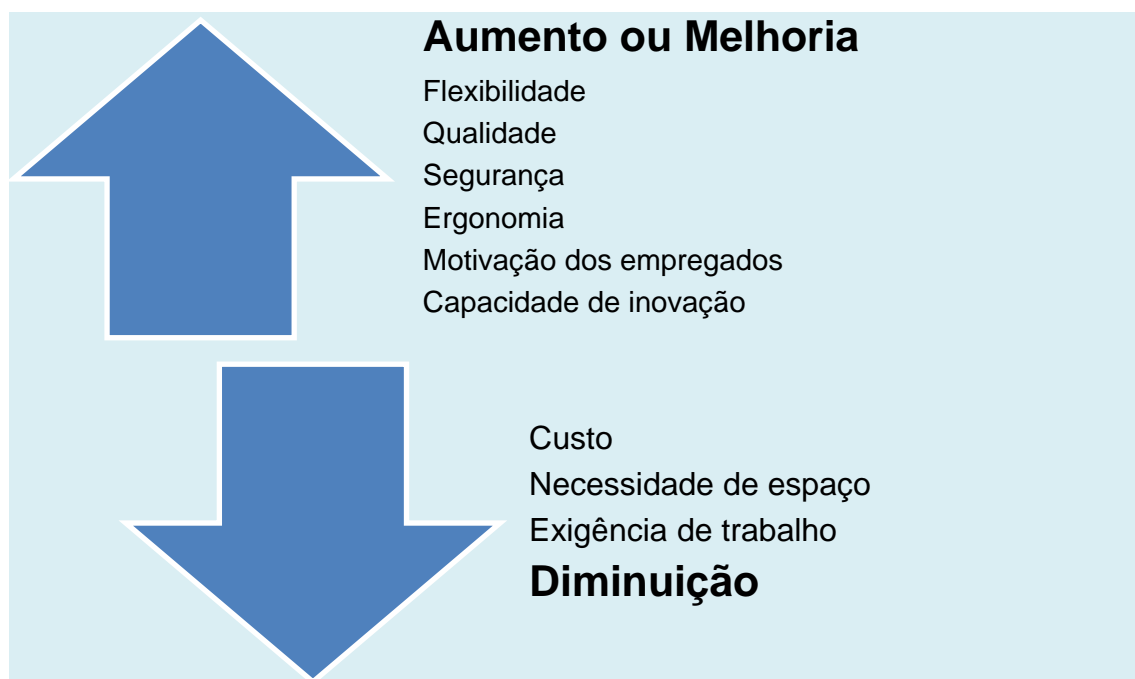 Aumento ou Melhoria
Flexibilidade
Qualidade
Segurança
Ergonomia
Motivação dos empregados
Capacidade de inovação
Custo
Necessidade de espaço
Exigência de trabalho
Diminuição